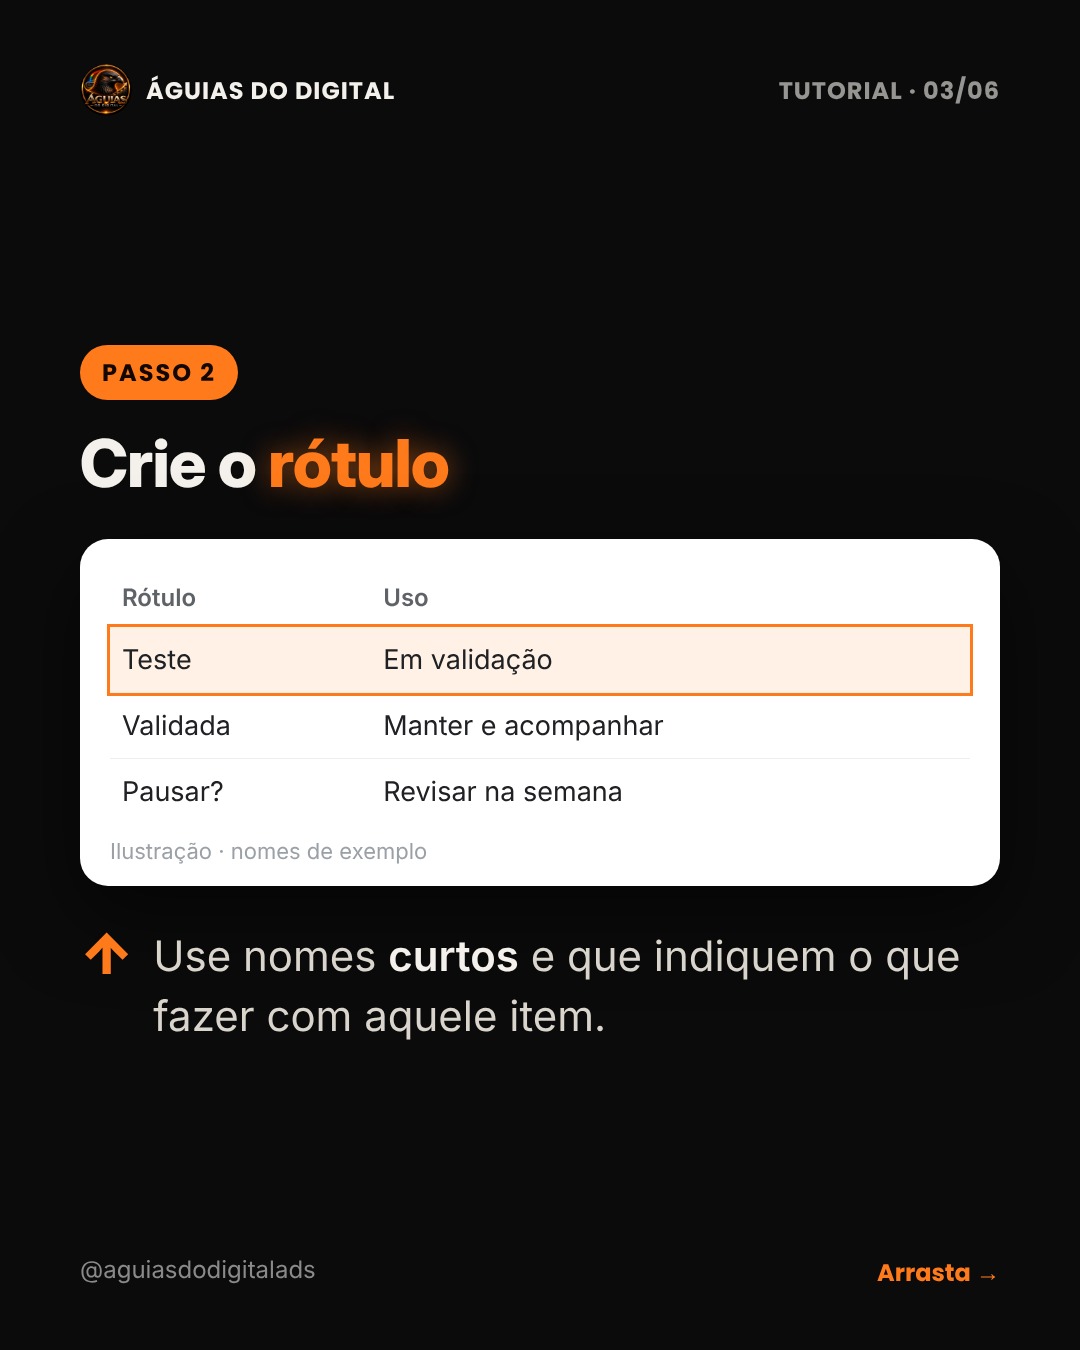 ÁGUIAS
ÁGUIAS DO DIGITAL
TUTORIAL · 03/06
PASSO 2
Crie o rótulo
Rótulo Uso
Teste Em validação
Validada Manter e acompanhar
Pausar? Revisar na semana
Ilustração · nomes de exemplo
↑ Use nomes curtos e que indiquem o que
fazer com aquele item.
@aguiasdodigitalads
Arrasta →